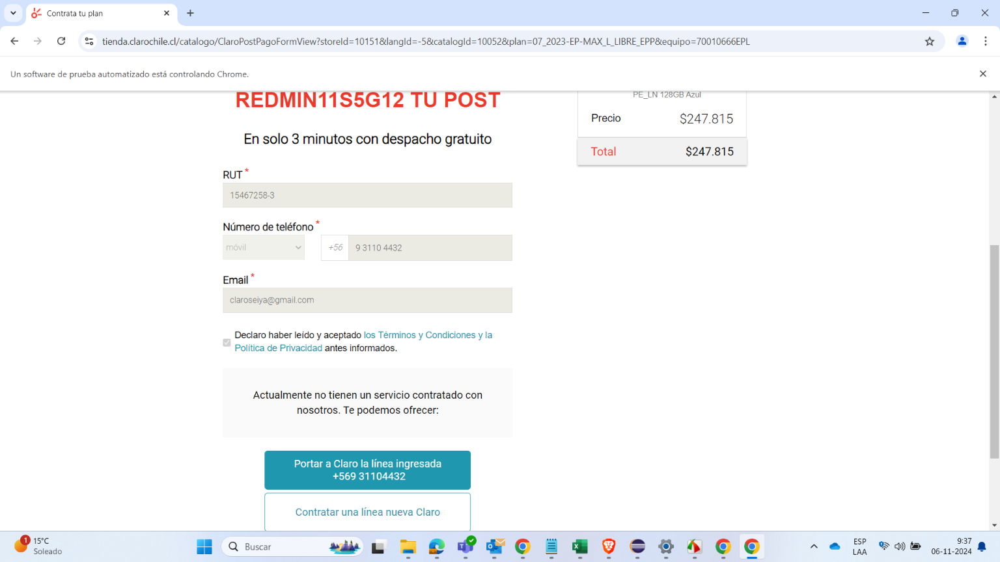 Contrata tu plan
tienda.clarochile.cl/catalogo/ClaroPostPagoFormView?storeId=10151&langId=-5&catalogId=10052&plan=07_2023-EP-MAX_L_LIBRE_EPP&equipo=70010666EPL
Un software de prueba automatizado está controlando Chrome.
REDMIN11S5G12 TU POST
En solo 3 minutos con despacho gratuito
RUT *
15467258-3
Número de teléfono *
móvil +56 9 3110 4432
Email *
claroseiya@gmail.com
Declaro haber leído y aceptado los Términos y Condiciones y la
Política de Privacidad antes informados.
Actualmente no tienen un servicio contratado con
nosotros. Te podemos ofrecer:
Portar a Claro la línea ingresada
+569 31104432
Contratar una línea nueva Claro
PE_LN 128GB Azul
Precio $247.815
Total $247.815
1
15°C
Soleado
Buscar
ESP
LAA
9:37
06-11-2024